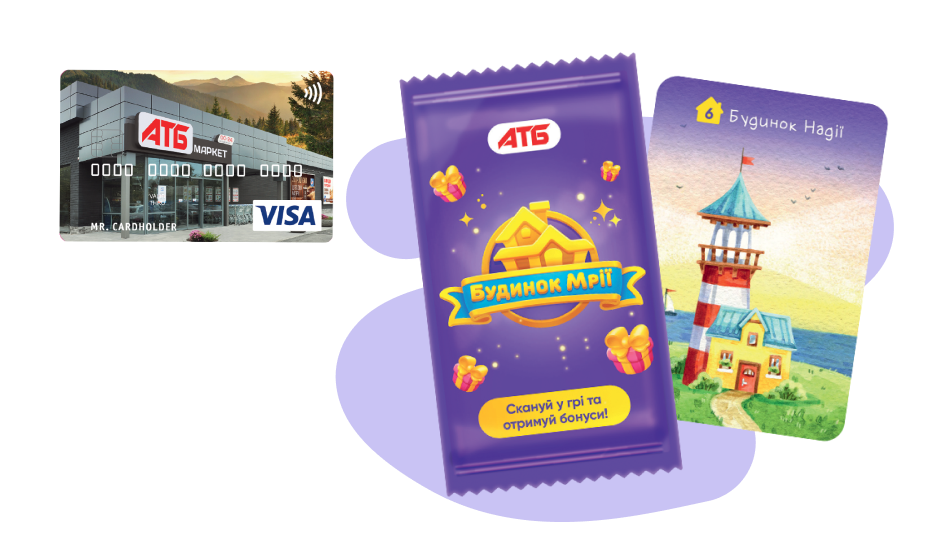 АТБ
МАРКЕТ
VISA
MR. CARDHOLDER
АТБ
Будинок Мрії
Скануй у грі та
отримуй бонуси!
6 Будинок Надії